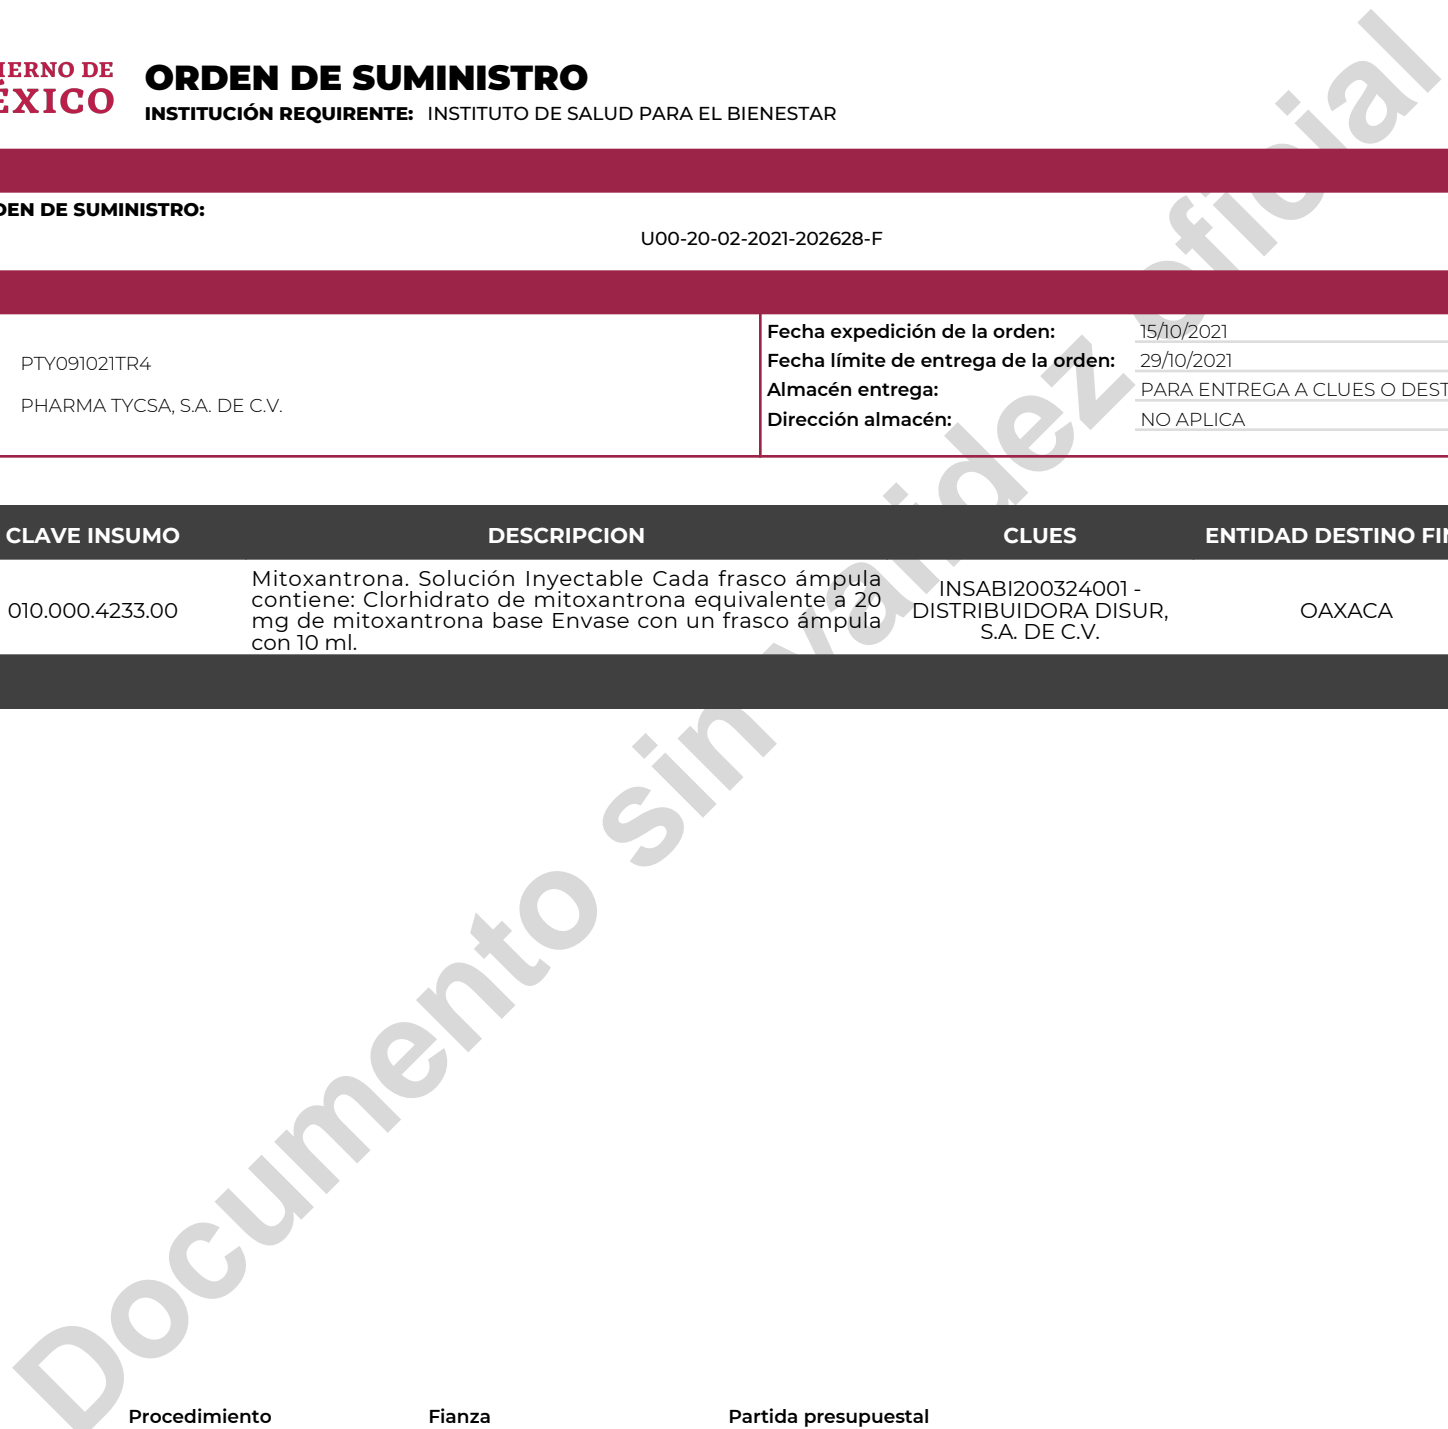 IERNO DE
ÉXICO
ORDEN DE SUMINISTRO
INSTITUCIÓN REQUIRENTE: INSTITUTO DE SALUD PARA EL BIENESTAR
DEN DE SUMINISTRO:
U00-20-02-2021-202628-F
PTY091021TR4
PHARMA TYCSA, S.A. DE C.V.
Fecha expedición de la orden: 15/10/2021
Fecha límite de entrega de la orden: 29/10/2021
Almacén entrega: PARA ENTREGA A CLUES O DEST
Dirección almacén: NO APLICA
CLAVE INSUMO DESCRIPCION CLUES ENTIDAD DESTINO FIN
010.000.4233.00
Mitoxantrona. Solución Inyectable Cada frasco ámpula
contiene: Clorhidrato de mitoxantrona equivalente a 20
mg de mitoxantrona base Envase con un frasco ámpula
con 10 ml.
INSABI200324001 -
DISTRIBUIDORA DISUR,
S.A. DE C.V.
OAXACA
Documento sin validez oficial
Procedimiento Fianza Partida presupuestal